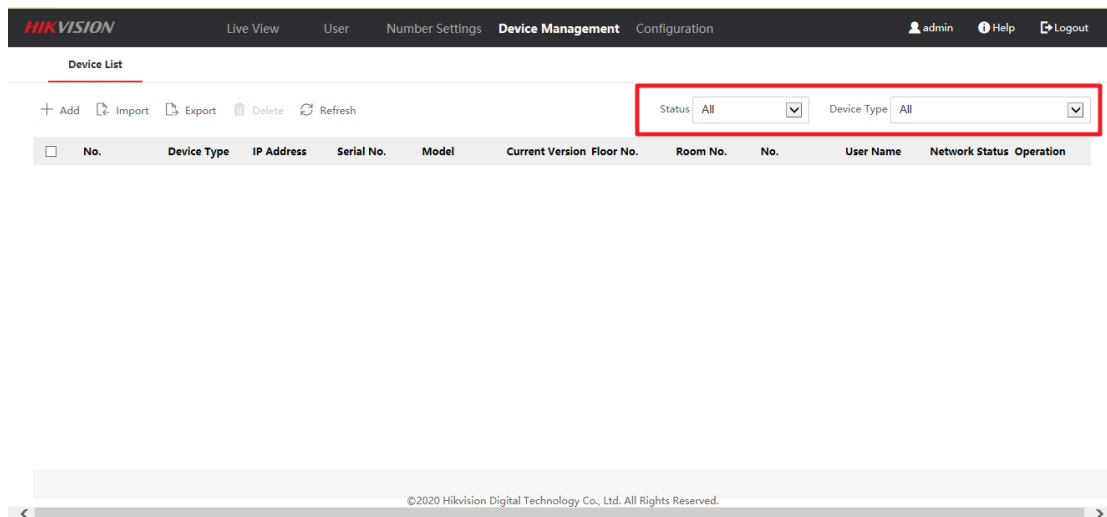 HIKVISION Live View User Number Settings Device Management Configuration admin Help Logout
Device List
Add Import Export Delete Refresh Status All Device Type All
No. Device Type IP Address Serial No. Model Current Version Floor No. Room No. No. User Name Network Status Operation
©2020 Hikvision Digital Technology Co., Ltd. All Rights Reserved.